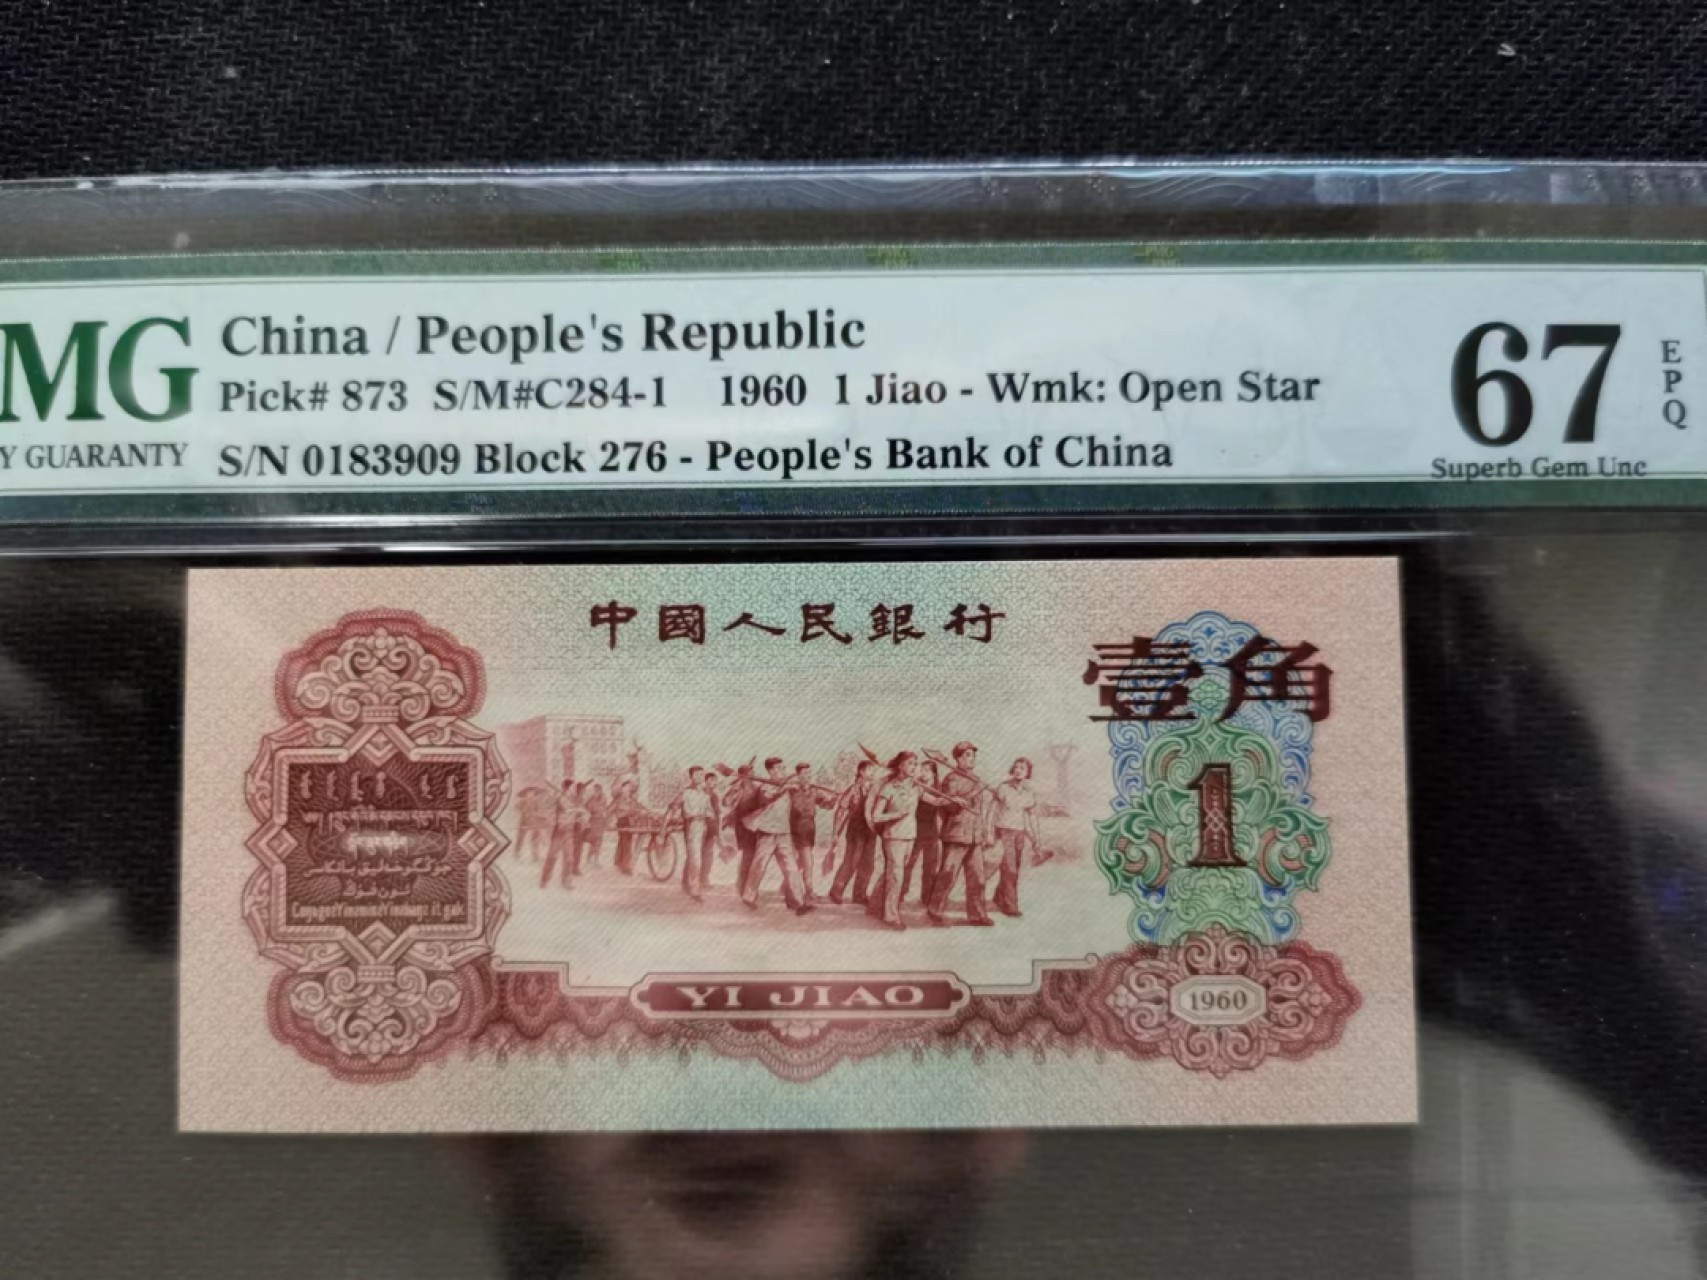 MG
Y GUARANTY
China / People's Republic
Pick# 873 S/M#C284-1 1960 1 Jiao - Wmk: Open Star
S/N 0183909 Block 276 - People's Bank of China
67
EPQ
Superb Gem Unc
中國人民銀行
壹角
1
YI JIAO
1960